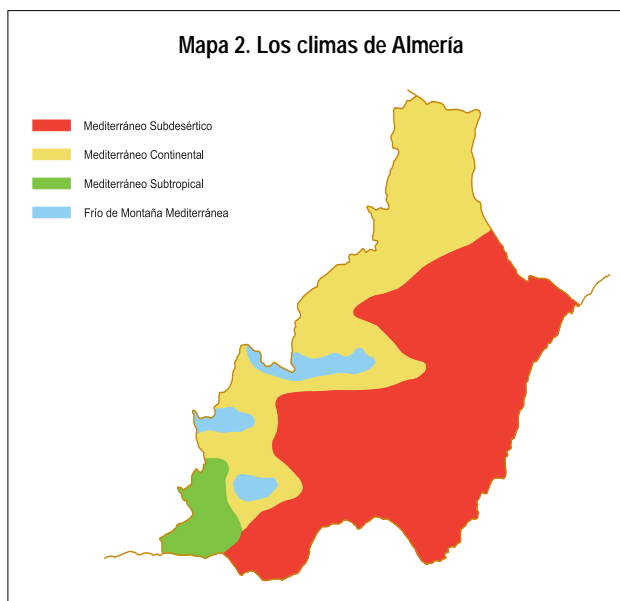 Mapa 2. Los climas de Almería
Mediterráneo Subdesértico
Mediterráneo Continental
Mediterráneo Subtropical
Frío de Montaña Mediterránea